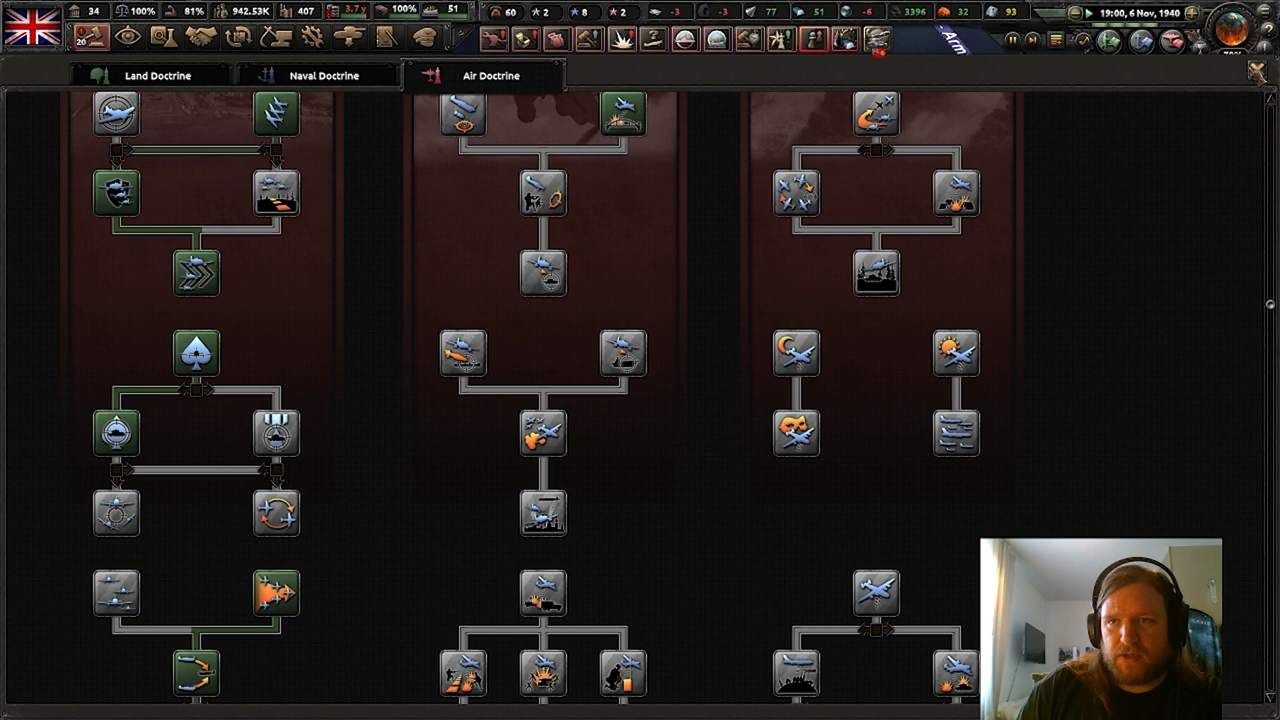 34 100% 81% 942.53K 407 3.7y 100% 51 60 2 8 2 -3 -3 77 51 -6 3396 32 93 19:00, 6 Nov, 1940
20
Arm
Land Doctrine Naval Doctrine Air Doctrine